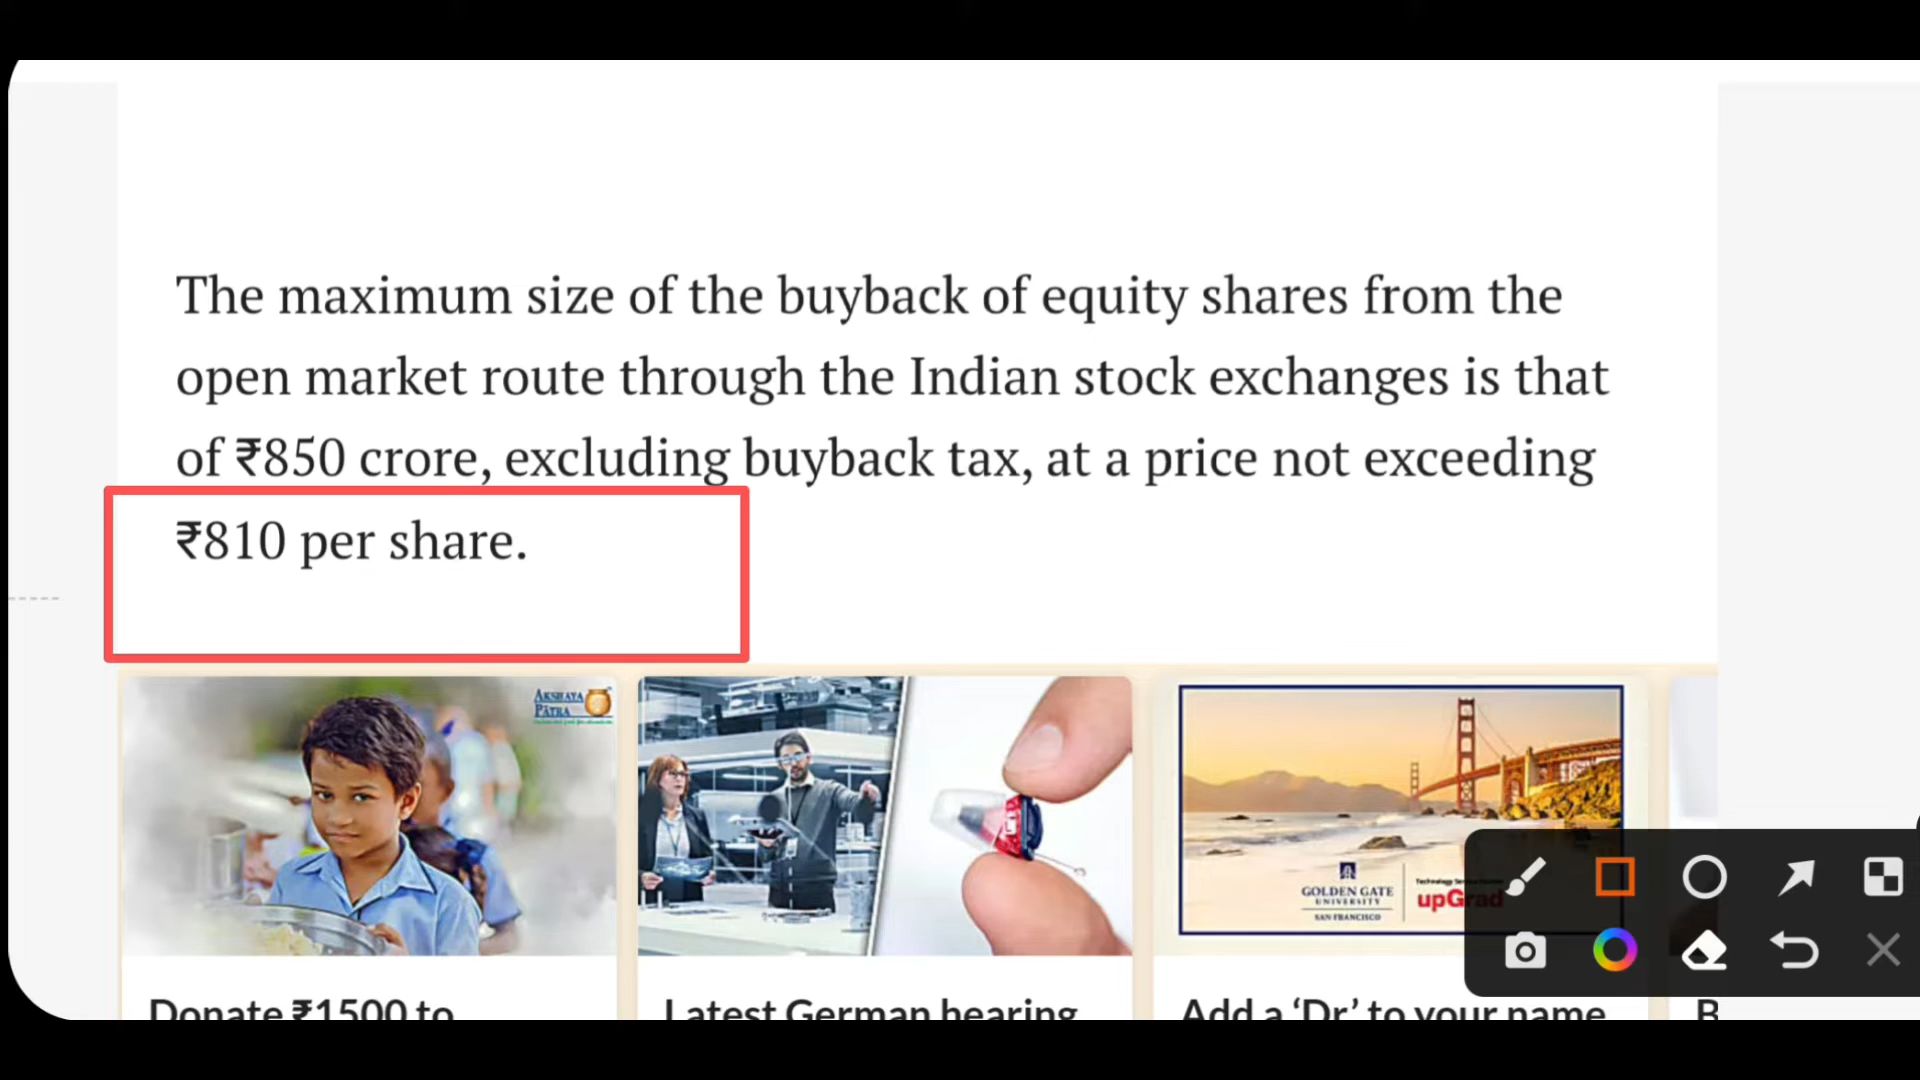 The maximum size of the buyback of equity shares from the
open market route through the Indian stock exchanges is that
of ₹850 crore, excluding buyback tax, at a price not exceeding
₹810 per share.
AKSHAYA
PĀTRA
GOLDEN GATE
UNIVERSITY
SAN FRANCISCO
upGrad
Donate ₹1500 to
Latest German hearing
Add a ‘Dr.’ to your name